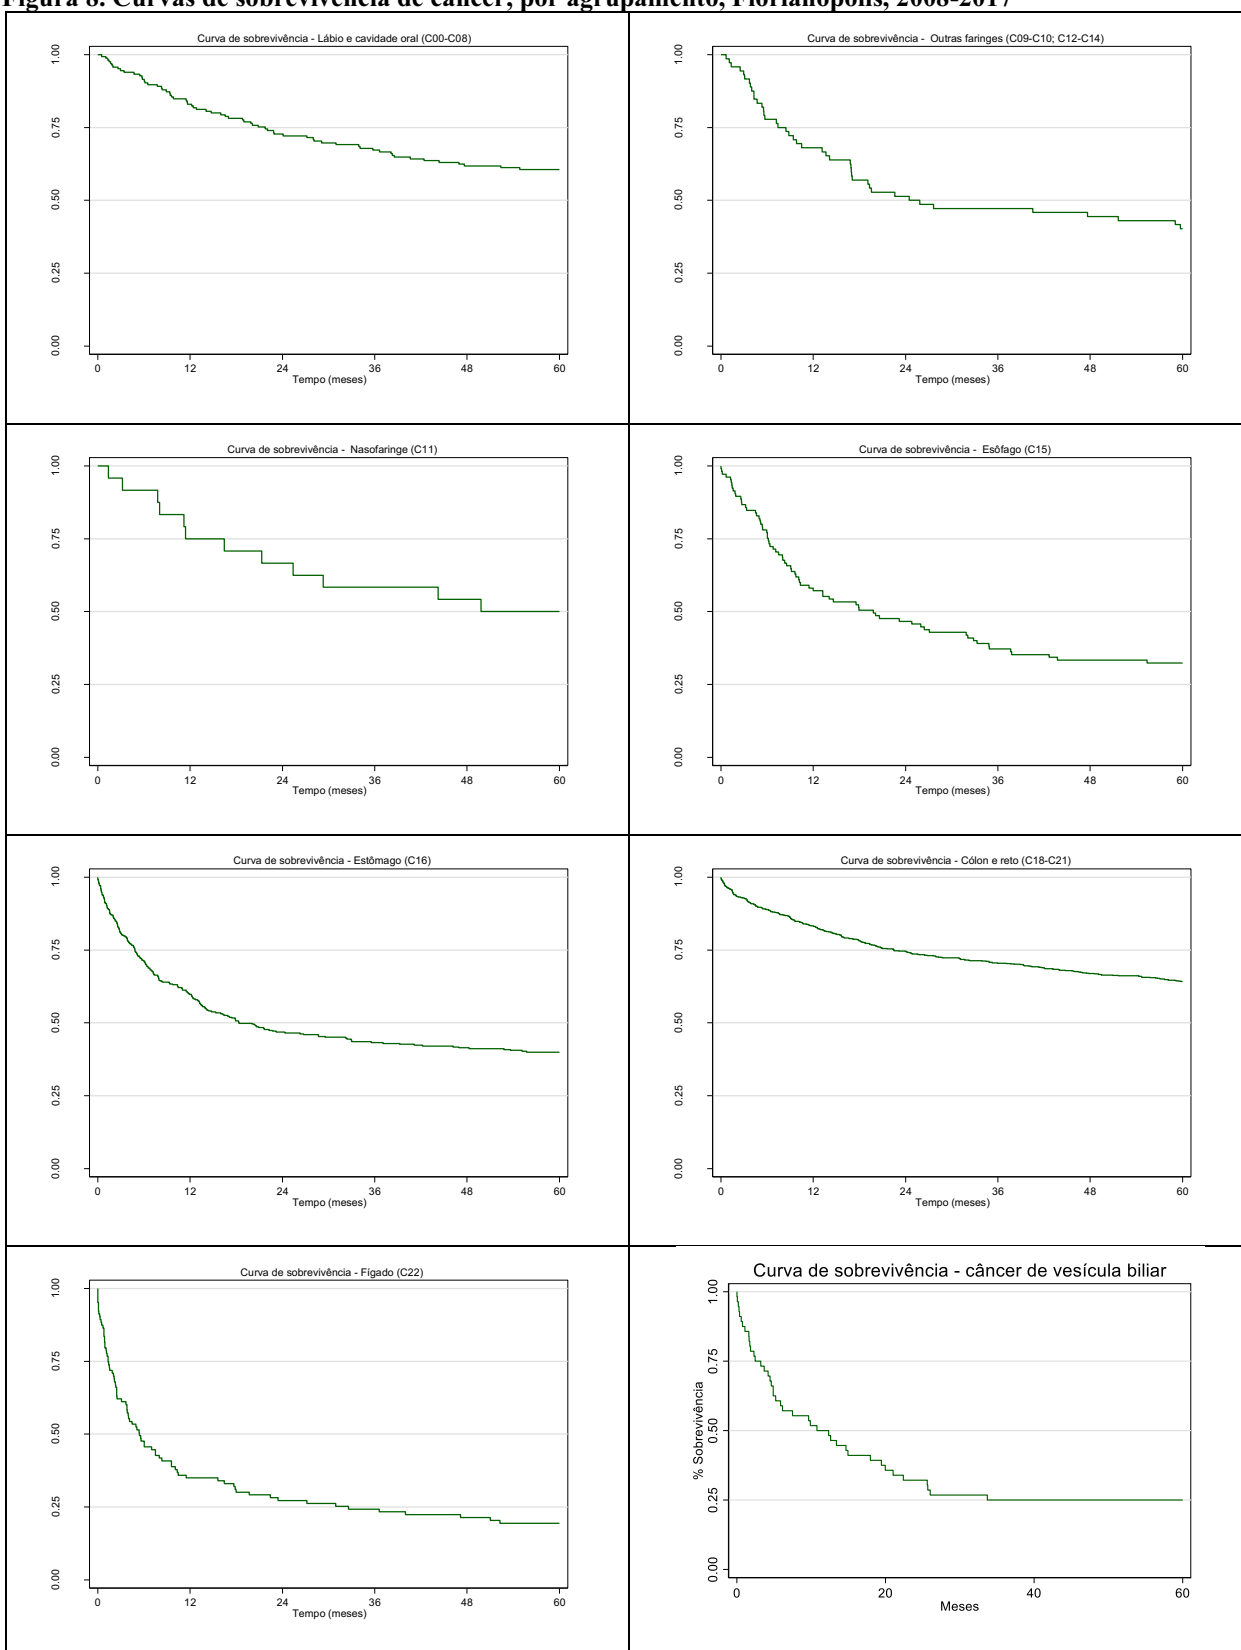 Figura 8. Curvas de sobrevivência de câncer, por agrupamento, Florianópolis, 2008-2017
Curva de sobrevivência - Lábio e cavidade oral (C00-C08)
1.00
0.75
0.50
0.25
0.00
0 12 24 36 48 60
Tempo (meses)
Curva de sobrevivência - Outras faringes (C09-C10; C12-C14)
1.00
0.75
0.50
0.25
0.00
0 12 24 36 48 60
Tempo (meses)
Curva de sobrevivência - Nasofaringe (C11)
1.00
0.75
0.50
0.25
0.00
0 12 24 36 48 60
Tempo (meses)
Curva de sobrevivência - Esôfago (C15)
1.00
0.75
0.50
0.25
0.00
0 12 24 36 48 60
Tempo (meses)
Curva de sobrevivência - Estômago (C16)
1.00
0.75
0.50
0.25
0.00
0 12 24 36 48 60
Tempo (meses)
Curva de sobrevivência - Cólon e reto (C18-C21)
1.00
0.75
0.50
0.25
0.00
0 12 24 36 48 60
Tempo (meses)
Curva de sobrevivência - Fígado (C22)
1.00
0.75
0.50
0.25
0.00
0 12 24 36 48 60
Tempo (meses)
Curva de sobrevivência - câncer de vesícula biliar
% Sobrevivência
1.00
0.75
0.50
0.25
0.00
0 20 40 60
Meses